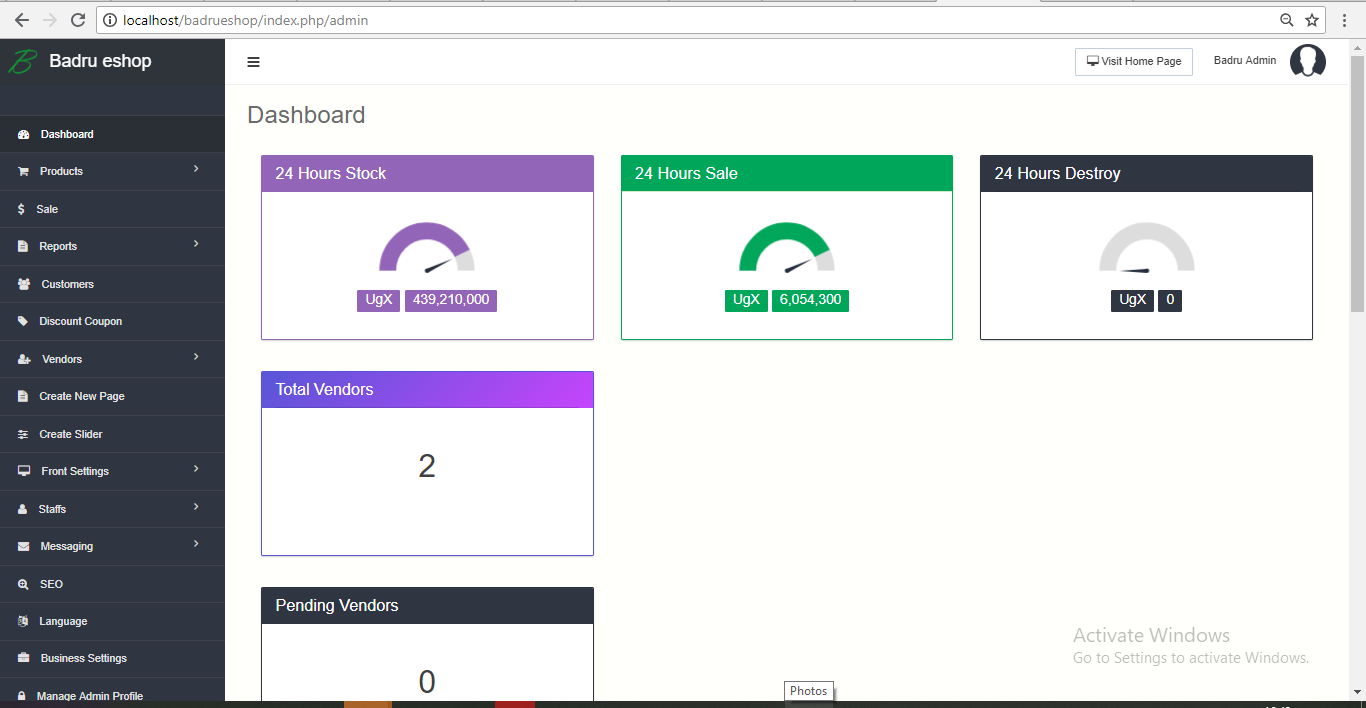 localhost/badrueshop/index.php/admin
B Badru eshop
Visit Home Page
Badru Admin
Dashboard
Products
Sale
Reports
Customers
Discount Coupon
Vendors
Create New Page
Create Slider
Front Settings
Staffs
Messaging
SEO
Language
Business Settings
Manage Admin Profile
Dashboard
24 Hours Stock
UgX 439,210,000
24 Hours Sale
UgX 6,054,300
24 Hours Destroy
UgX 0
Total Vendors
2
Pending Vendors
0
Activate Windows
Go to Settings to activate Windows.
Photos